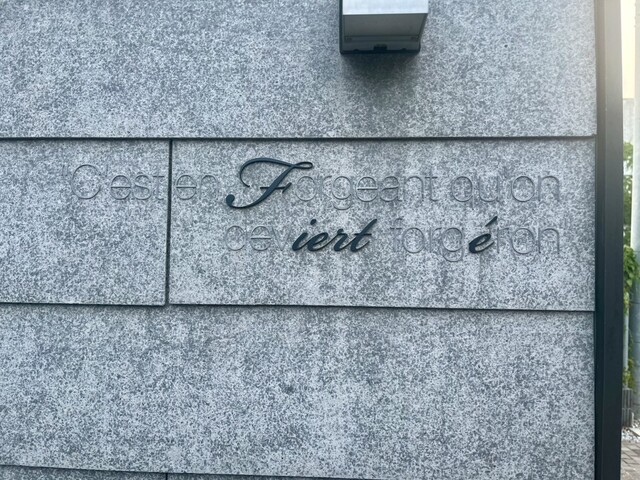 C'est en Forgeant qu'on
deviert forgéron